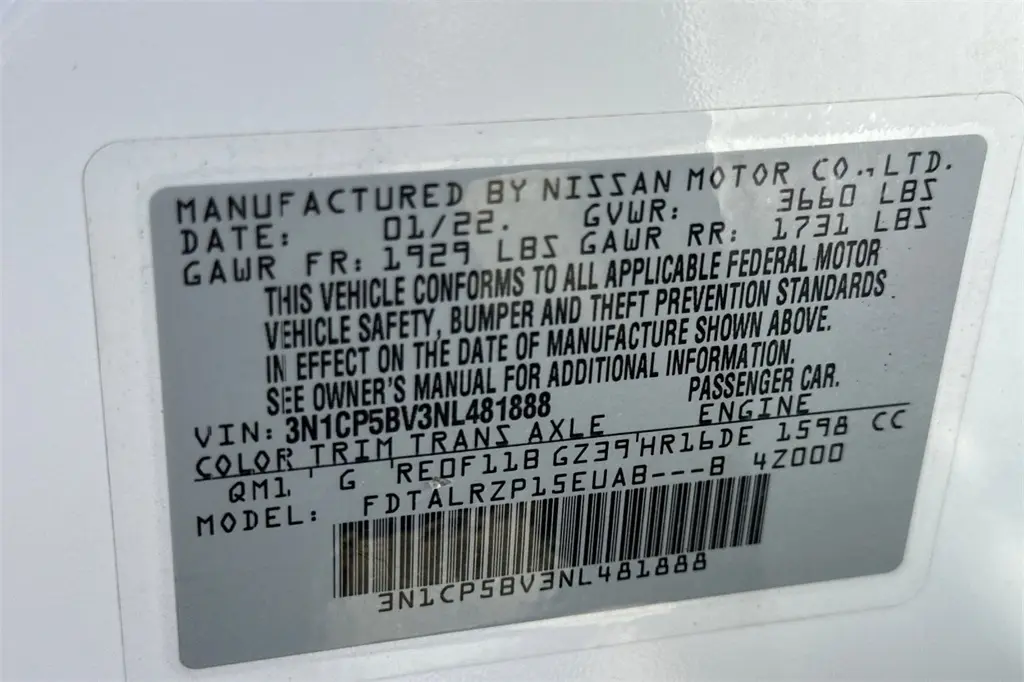 MANUFACTURED BY NISSAN MOTOR CO., LTD.
DATE: 01/22. GVWR: 3660 LBS
GAWR FR: 1929 LBS GAWR RR: 1731 LBS
THIS VEHICLE CONFORMS TO ALL APPLICABLE FEDERAL MOTOR
VEHICLE SAFETY, BUMPER AND THEFT PREVENTION STANDARDS
IN EFFECT ON THE DATE OF MANUFACTURE SHOWN ABOVE.
SEE OWNER'S MANUAL FOR ADDITIONAL INFORMATION.
VIN: 3N1CP5BV3NL481888 PASSENGER CAR.
COLOR TRIM TRANS AXLE ENGINE
QM1 ' G 'RE0F11B GZ39'HR16DE 1598 CC
MODEL: FDTALRZP15EUAB---B 4Z000
3N1CP5BV3NL481888